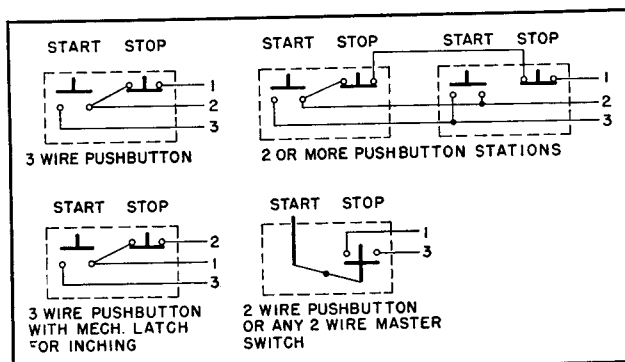 START STOP
1
2
3
3 WIRE PUSHBUTTON
START STOP START STOP
1
2
3
2 OR MORE PUSHBUTTON STATIONS
START STOP
2
1
3
3 WIRE PUSHBUTTON
WITH MECH. LATCH
FOR INCHING
START STOP
1
3
2 WIRE PUSHBUTTON
OR ANY 2 WIRE MASTER
SWITCH